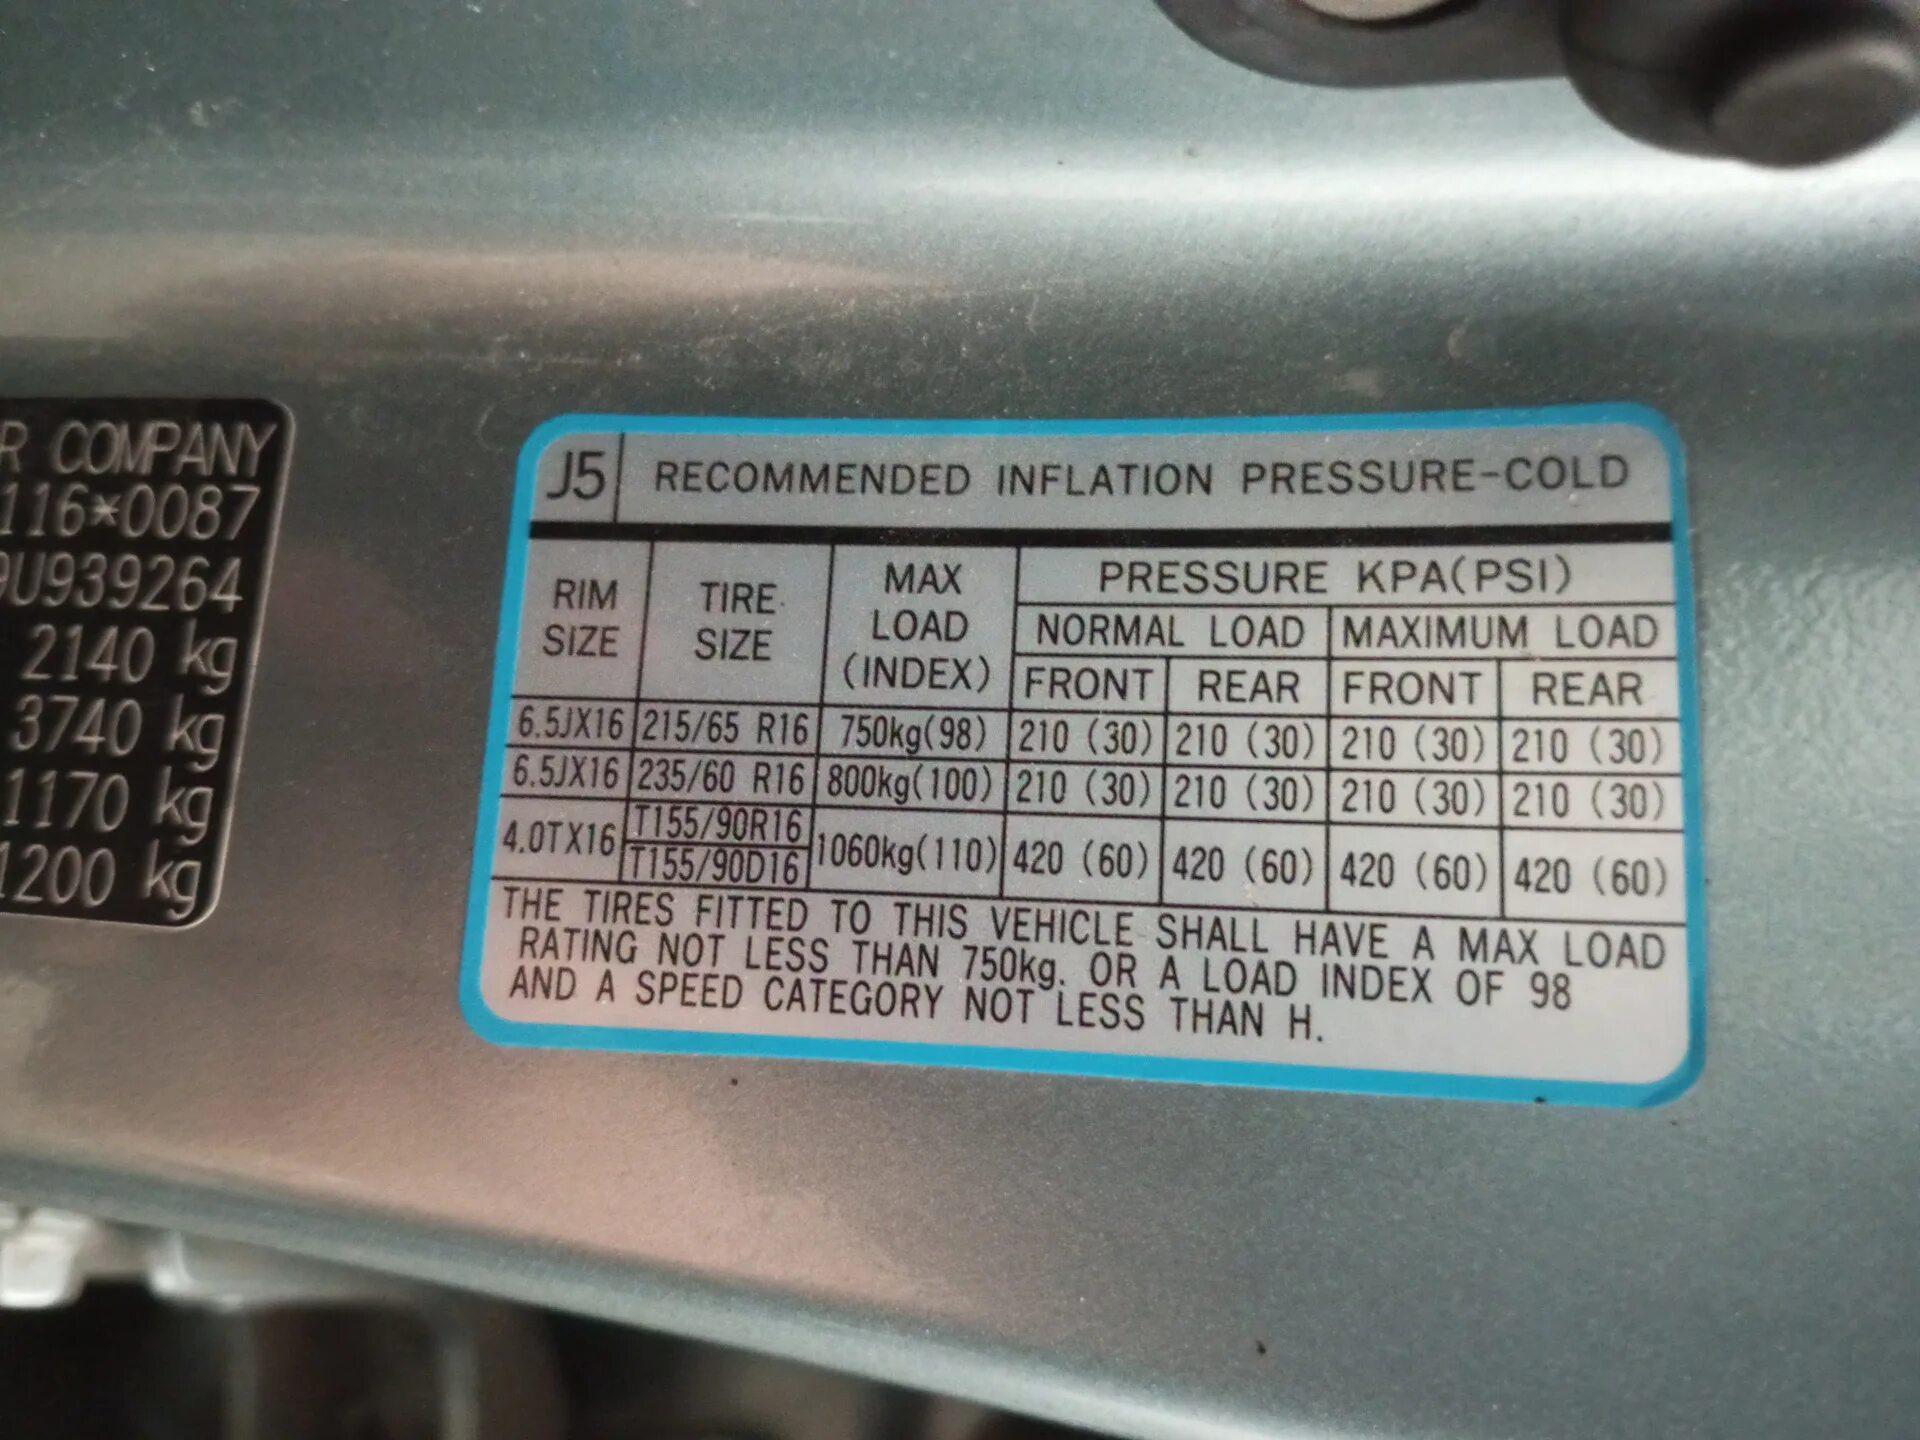 R COMPANY
116*0087
9U939264
2140 kg
3740 kg
1170 kg
1200 kg
J5 RECOMMENDED INFLATION PRESSURE-COLD
RIM SIZE TIRE SIZE MAX LOAD (INDEX) PRESSURE KPA(PSI)
NORMAL LOAD MAXIMUM LOAD
FRONT REAR FRONT REAR
6.5JX16 215/65 R16 750kg(98) 210 (30) 210 (30) 210 (30) 210 (30)
6.5JX16 235/60 R16 800kg(100) 210 (30) 210 (30) 210 (30) 210 (30)
4.0TX16 T155/90R16 T155/90D16 1060kg(110) 420 (60) 420 (60) 420 (60) 420 (60)
THE TIRES FITTED TO THIS VEHICLE SHALL HAVE A MAX LOAD
RATING NOT LESS THAN 750kg. OR A LOAD INDEX OF 98
AND A SPEED CATEGORY NOT LESS THAN H.